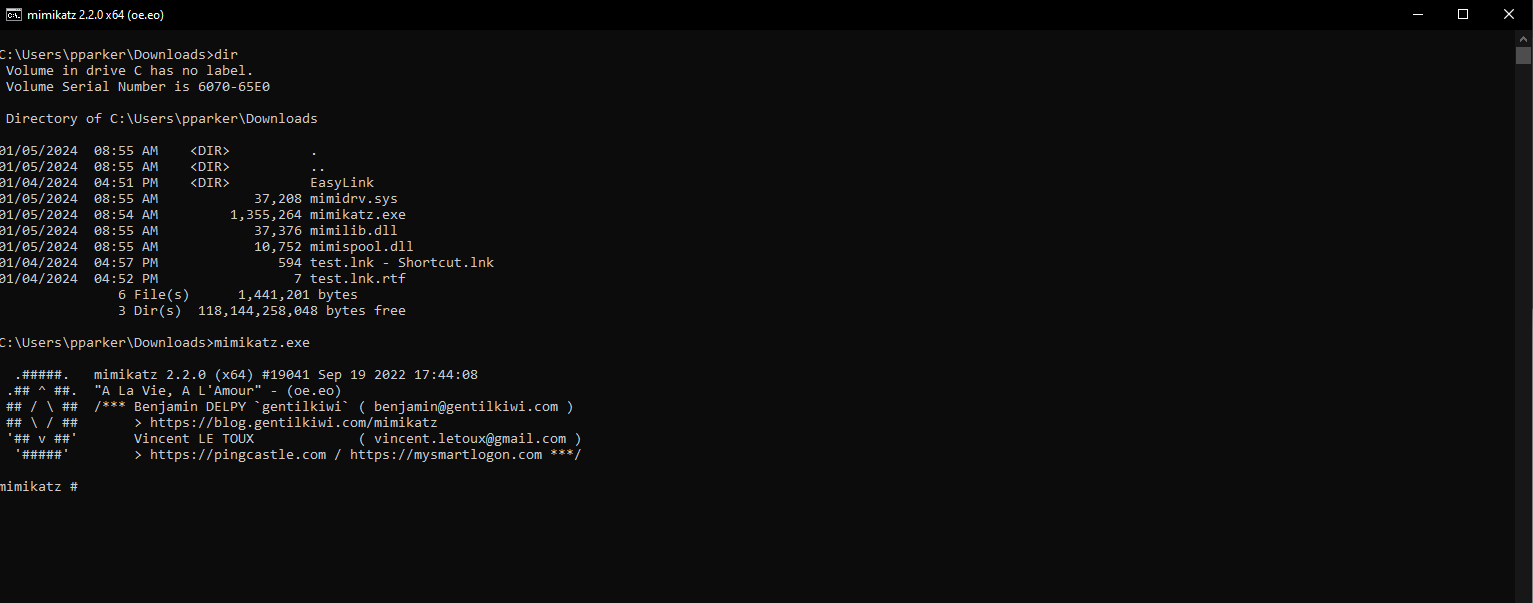 mimikatz 2.2.0 x64 (oe.eo)
C:\Users\pparker\Downloads>dir
 Volume in drive C has no label.
 Volume Serial Number is 6070-65E0

 Directory of C:\Users\pparker\Downloads

01/05/2024  08:55 AM    <DIR>          .
01/05/2024  08:55 AM    <DIR>          ..
01/04/2024  04:51 PM    <DIR>          EasyLink
01/05/2024  08:55 AM            37,208 mimidrv.sys
01/05/2024  08:54 AM         1,355,264 mimikatz.exe
01/05/2024  08:55 AM            37,376 mimilib.dll
01/05/2024  08:55 AM            10,752 mimispool.dll
01/04/2024  04:57 PM               594 test.lnk - Shortcut.lnk
01/04/2024  04:52 PM                 7 test.lnk.rtf
               6 File(s)      1,441,201 bytes
               3 Dir(s)  118,144,258,048 bytes free

C:\Users\pparker\Downloads>mimikatz.exe

  .#####.   mimikatz 2.2.0 (x64) #19041 Sep 19 2022 17:44:08
 .## ^ ##.  "A La Vie, A L'Amour" - (oe.eo)
 ## / \ ##  /*** Benjamin DELPY `gentilkiwi` ( benjamin@gentilkiwi.com )
 ## \ / ##       > https://blog.gentilkiwi.com/mimikatz
 '## v ##'       Vincent LE TOUX             ( vincent.letoux@gmail.com )
  '#####'        > https://pingcastle.com / https://mysmartlogon.com ***/

mimikatz #